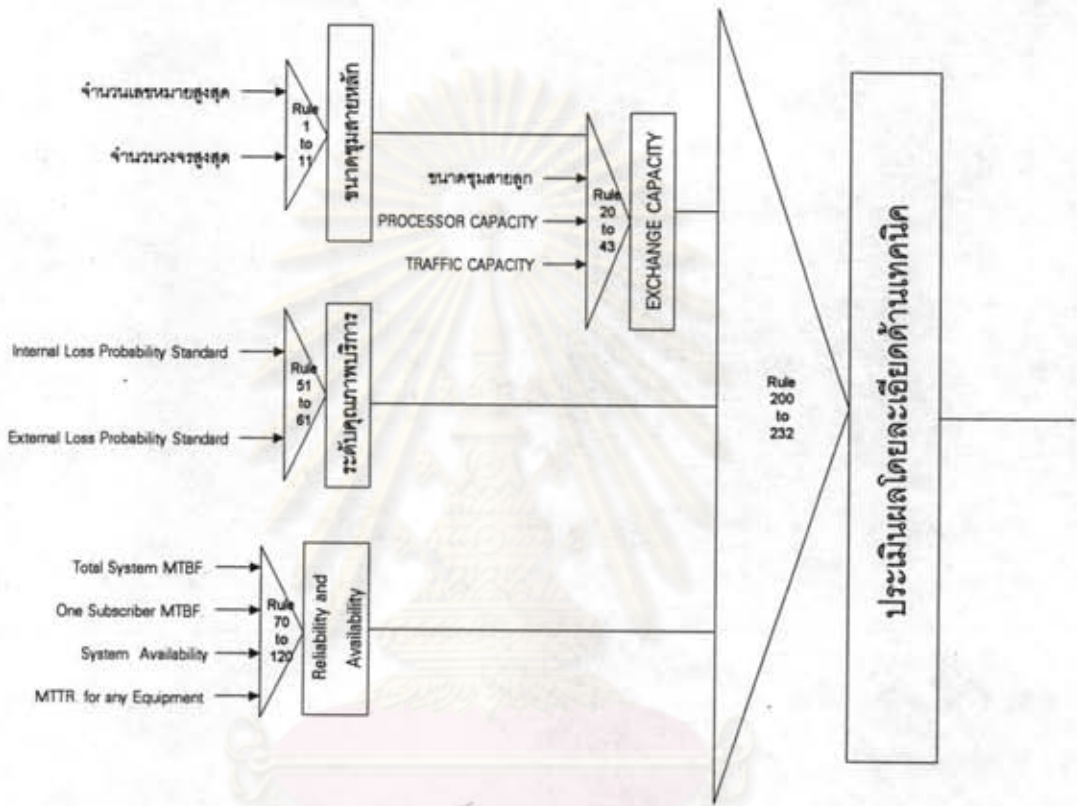 จำนวนเลขหมายสูงสุด
จำนวนวงจรสูงสุด
Rule
1
to
11
ขนาดชุมสายหลัก
ขนาดชุมสายลูก
PROCESSOR CAPACITY
TRAFFIC CAPACITY
Rule
20
to
43
EXCHANGE CAPACITY
Internal Loss Probability Standard
External Loss Probability Standard
Rule
51
to
61
ระดับคุณภาพบริการ
Total System MTBF.
One Subscriber MTBF.
System Availability
MTTR. for any Equipment
Rule
70
to
120
Reliability and
Availability
Rule
200
to
232
ประเมินผลโดยละเอียดด้านเทคนิค